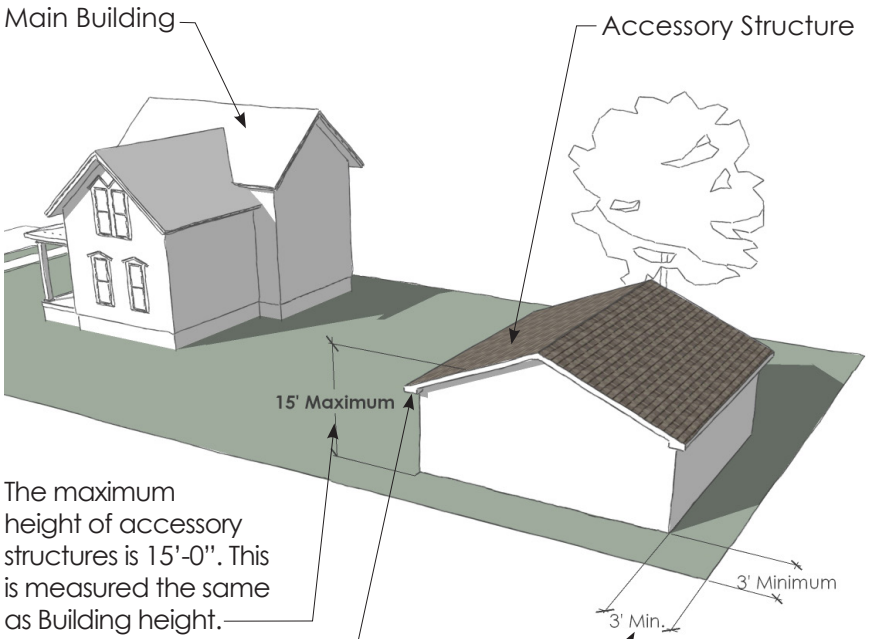 Main Building
Accessory Structure
15' Maximum
The maximum
height of accessory
structures is 15’-0”. This
is measured the same
as Building height.
3' Minimum
3' Min.